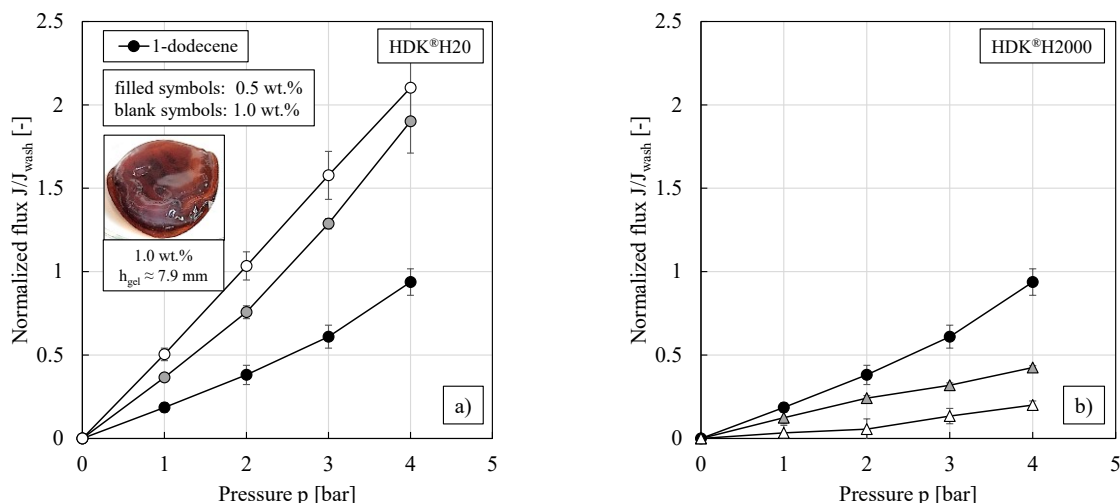 2.5
2
1.5
1
0.5
0
0 1 2 3 4 5
Normalized flux J/J_wash [-]
Pressure p [bar]
1-dodecene
HDK®H20
filled symbols: 0.5 wt.%
blank symbols: 1.0 wt.%
1.0 wt.%
h_gel ≈ 7.9 mm
a)
2.5
2
1.5
1
0.5
0
0 1 2 3 4 5
Normalized flux J/J_wash [-]
Pressure p [bar]
HDK®H2000
b)